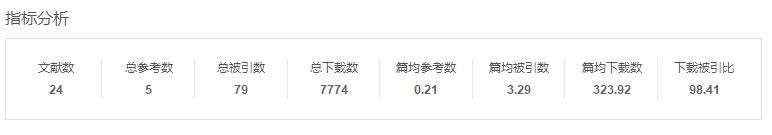 指标分析
文献数 总参考数 总被引数 总下载数 篇均参考数 篇均被引数 篇均下载数 下载被引比
24 5 79 7774 0.21 3.29 323.92 98.41